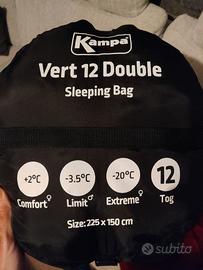 Kampa
Vert 12 Double
Sleeping Bag
+2°C
Comfort♀
-3.5°C
Limit♂
-20°C
Extreme♀
12
Tog
Size: 225 x 150 cm
subito